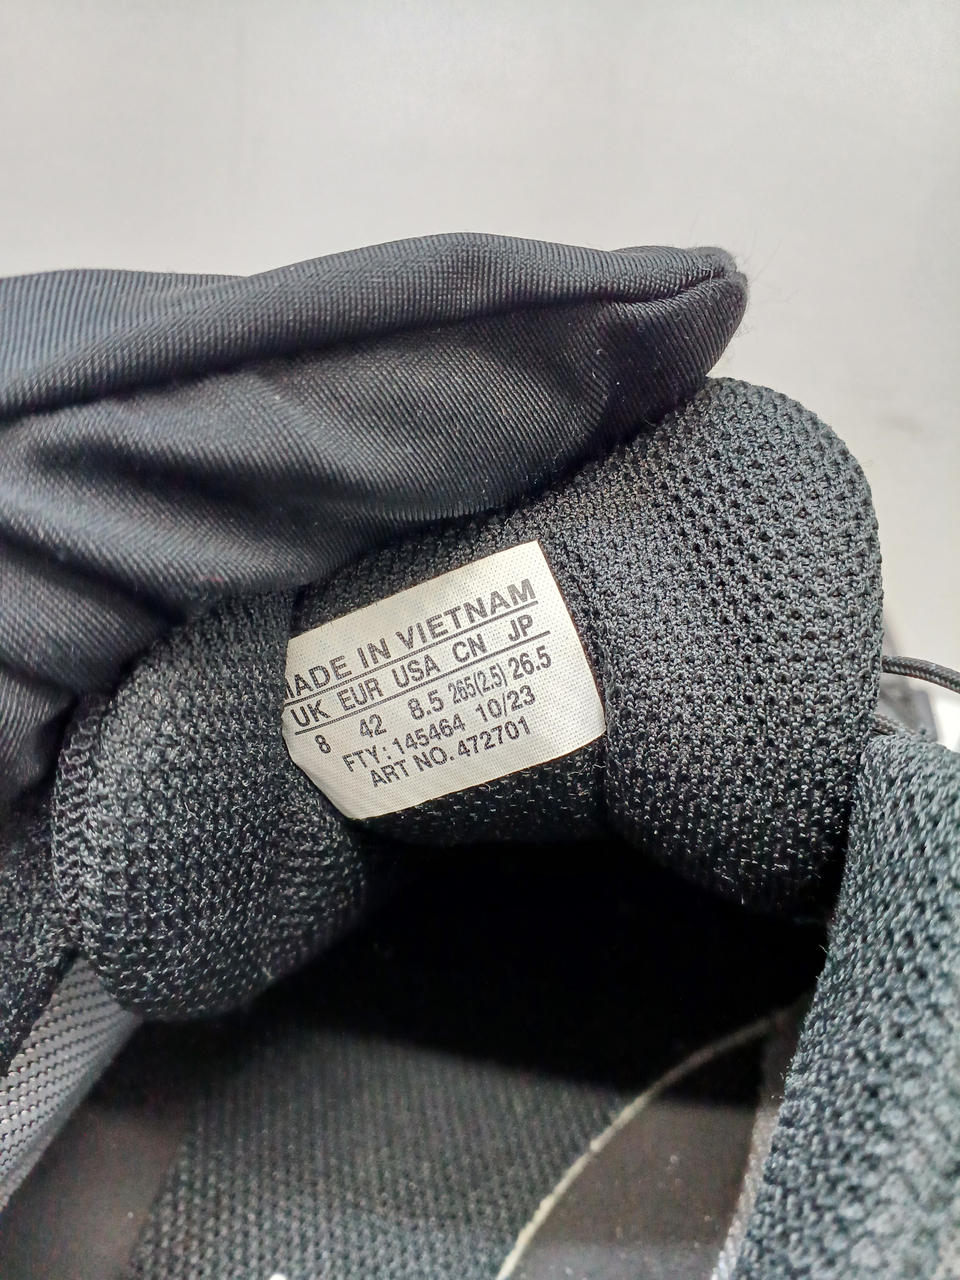 MADE IN VIETNAM
UK EUR USA CN JP
8 42 8.5 265(2.5) 26.5
FTY: 145464 10/23
ART NO. 472701